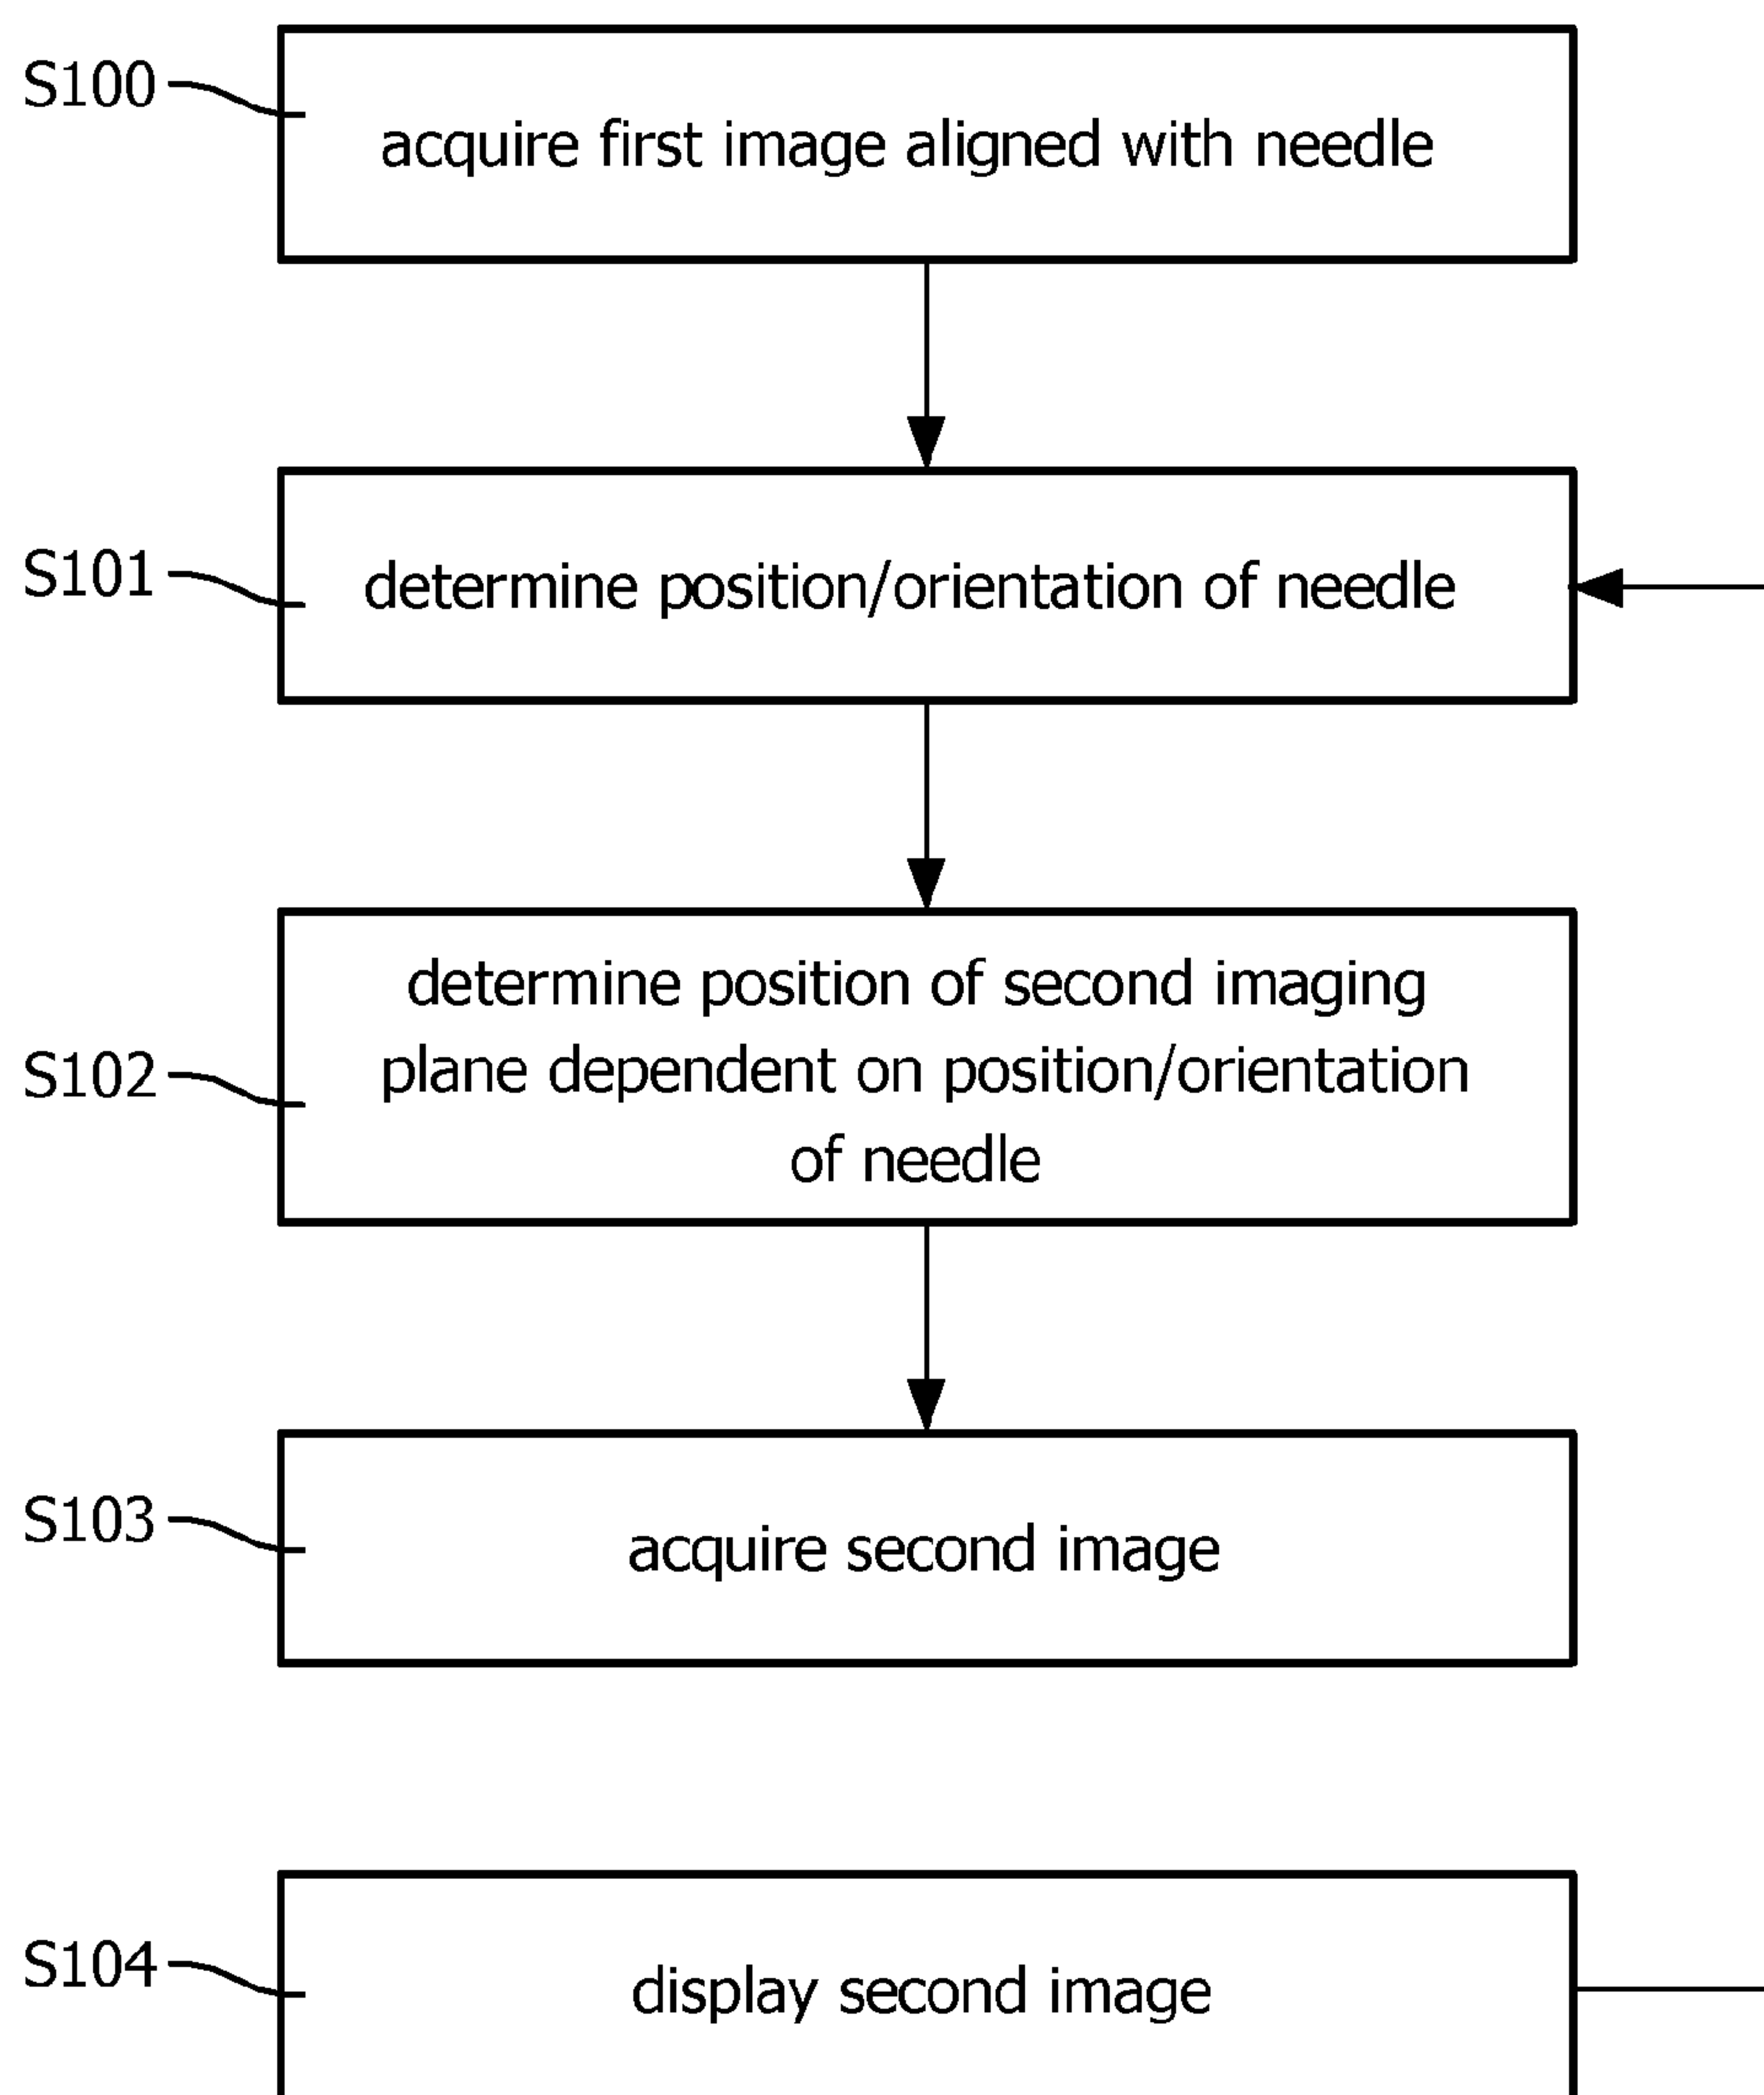 S100
acquire first image aligned with needle
S101
determine position/orientation of needle
S102
determine position of second imaging
plane dependent on position/orientation
of needle
S103
acquire second image
S104
display second image